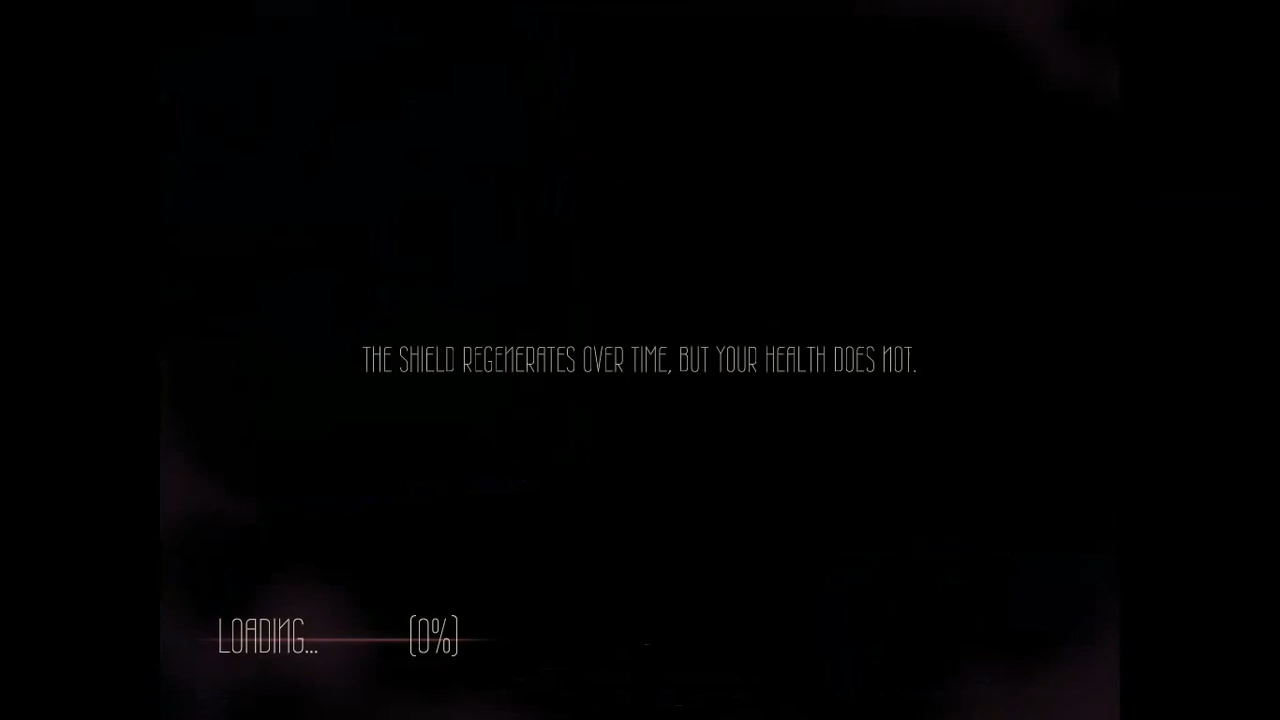 THE SHIELD REGENERATES OVER TIME, BUT YOUR HEALTH DOES NOT.
LOADING... (0%)